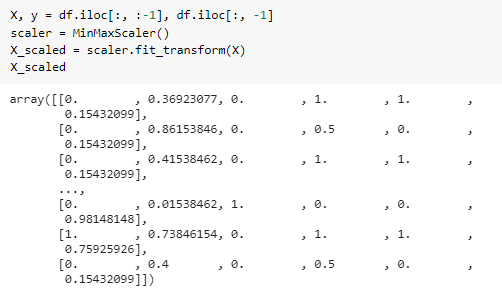 X, y = df.iloc[:, :-1], df.iloc[:, -1]
scaler = MinMaxScaler()
X_scaled = scaler.fit_transform(X)
X_scaled
array([[0.        , 0.36923077, 0.        , 1.        , 1.        ,
        0.15432099],
       [0.        , 0.86153846, 0.        , 0.5       , 0.        ,
        0.15432099],
       [0.        , 0.41538462, 0.        , 1.        , 1.        ,
        0.15432099],
       ...,
       [0.        , 0.01538462, 1.        , 0.        , 0.        ,
        0.98148148],
       [1.        , 0.73846154, 0.        , 1.        , 1.        ,
        0.75925926],
       [0.        , 0.4       , 0.        , 0.5       , 0.        ,
        0.15432099]])